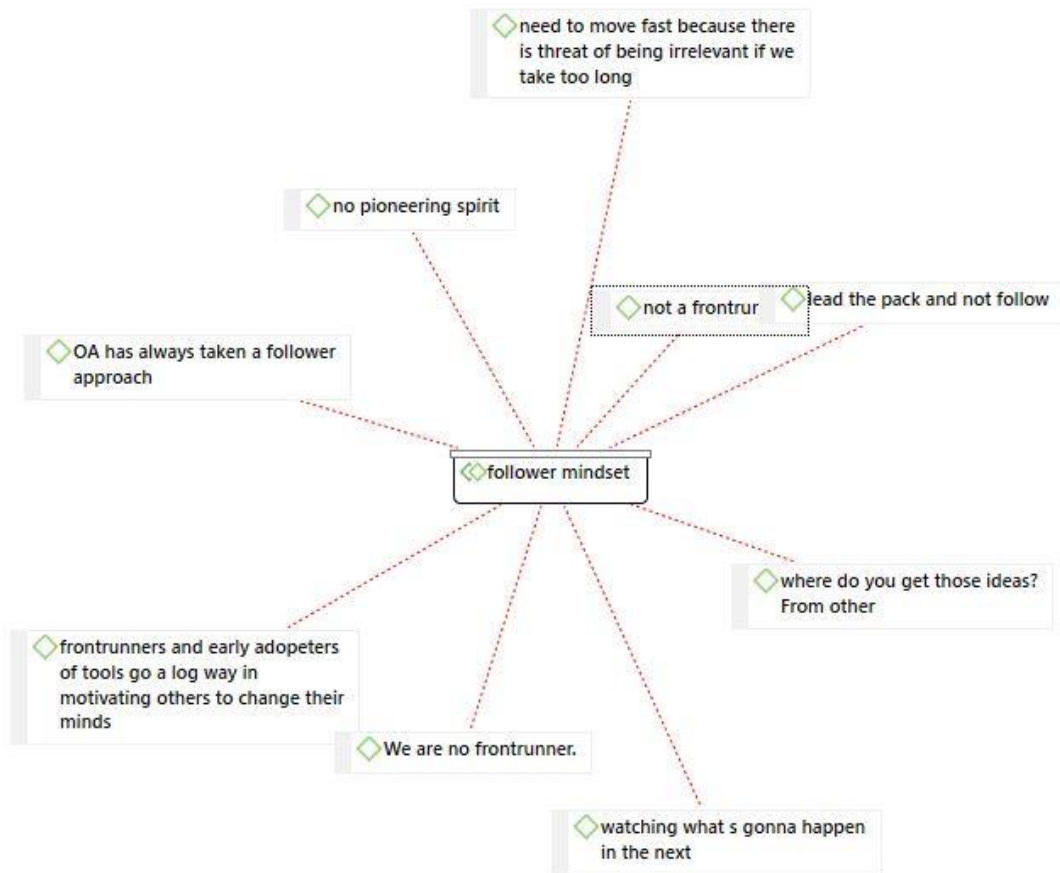 need to move fast because there
is threat of being irrelevant if we
take too long
no pioneering spirit
not a frontrun
lead the pack and not follow
OA has always taken a follower
approach
follower mindset
where do you get those ideas?
From other
frontrunners and early adopeters
of tools go a log way in
motivating others to change their
minds
We are no frontrunner.
watching what s gonna happen
in the next